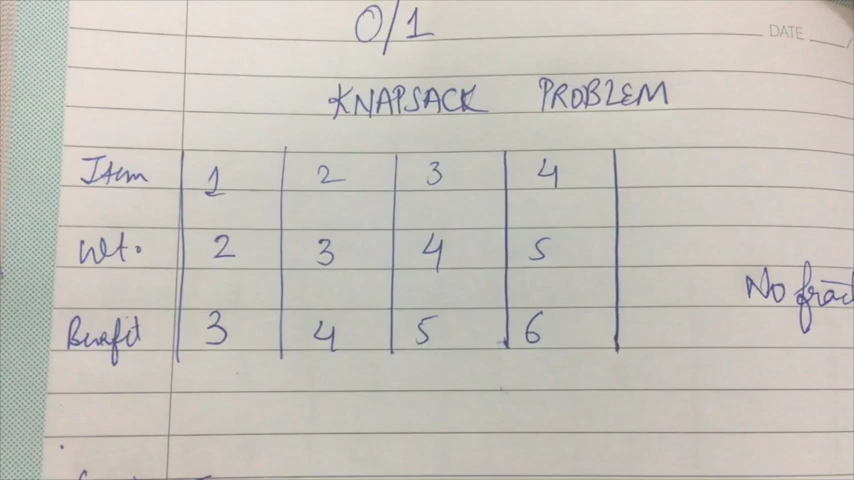 DATE
0/1
KNAPSACK PROBLEM
Item 1 2 3 4
Wt. 2 3 4 5
No frac
Benefit 3 4 5 6